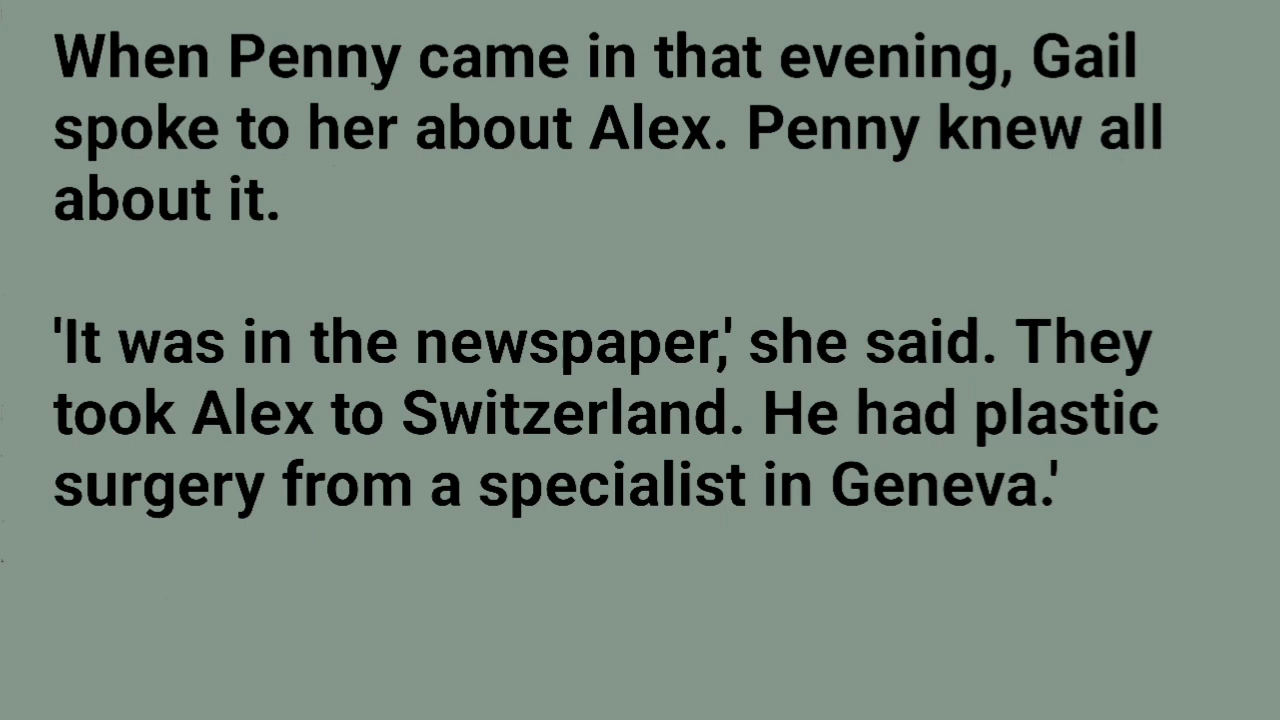 When Penny came in that evening, Gail
spoke to her about Alex. Penny knew all
about it.
'It was in the newspaper,' she said. They
took Alex to Switzerland. He had plastic
surgery from a specialist in Geneva.'